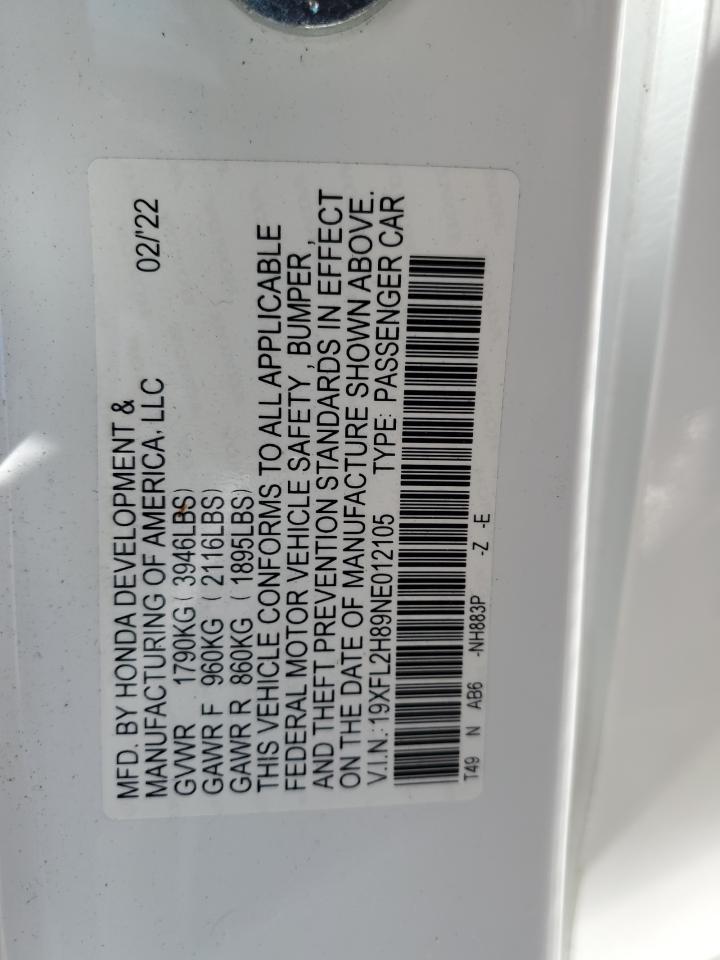 MFD. BY HONDA DEVELOPMENT & 02/'22
MANUFACTURING OF AMERICA, LLC
GVWR 1790KG ( 3946LBS)
GAWR F 960KG ( 2116LBS)
GAWR R 860KG ( 1895LBS)
THIS VEHICLE CONFORMS TO ALL APPLICABLE
FEDERAL MOTOR VEHICLE SAFETY, BUMPER,
AND THEFT PREVENTION STANDARDS IN EFFECT
ON THE DATE OF MANUFACTURE SHOWN ABOVE.
V.I.N.: 19XFL2H89NE012105 TYPE: PASSENGER CAR
T49 N AB6 -NH883P -Z -E